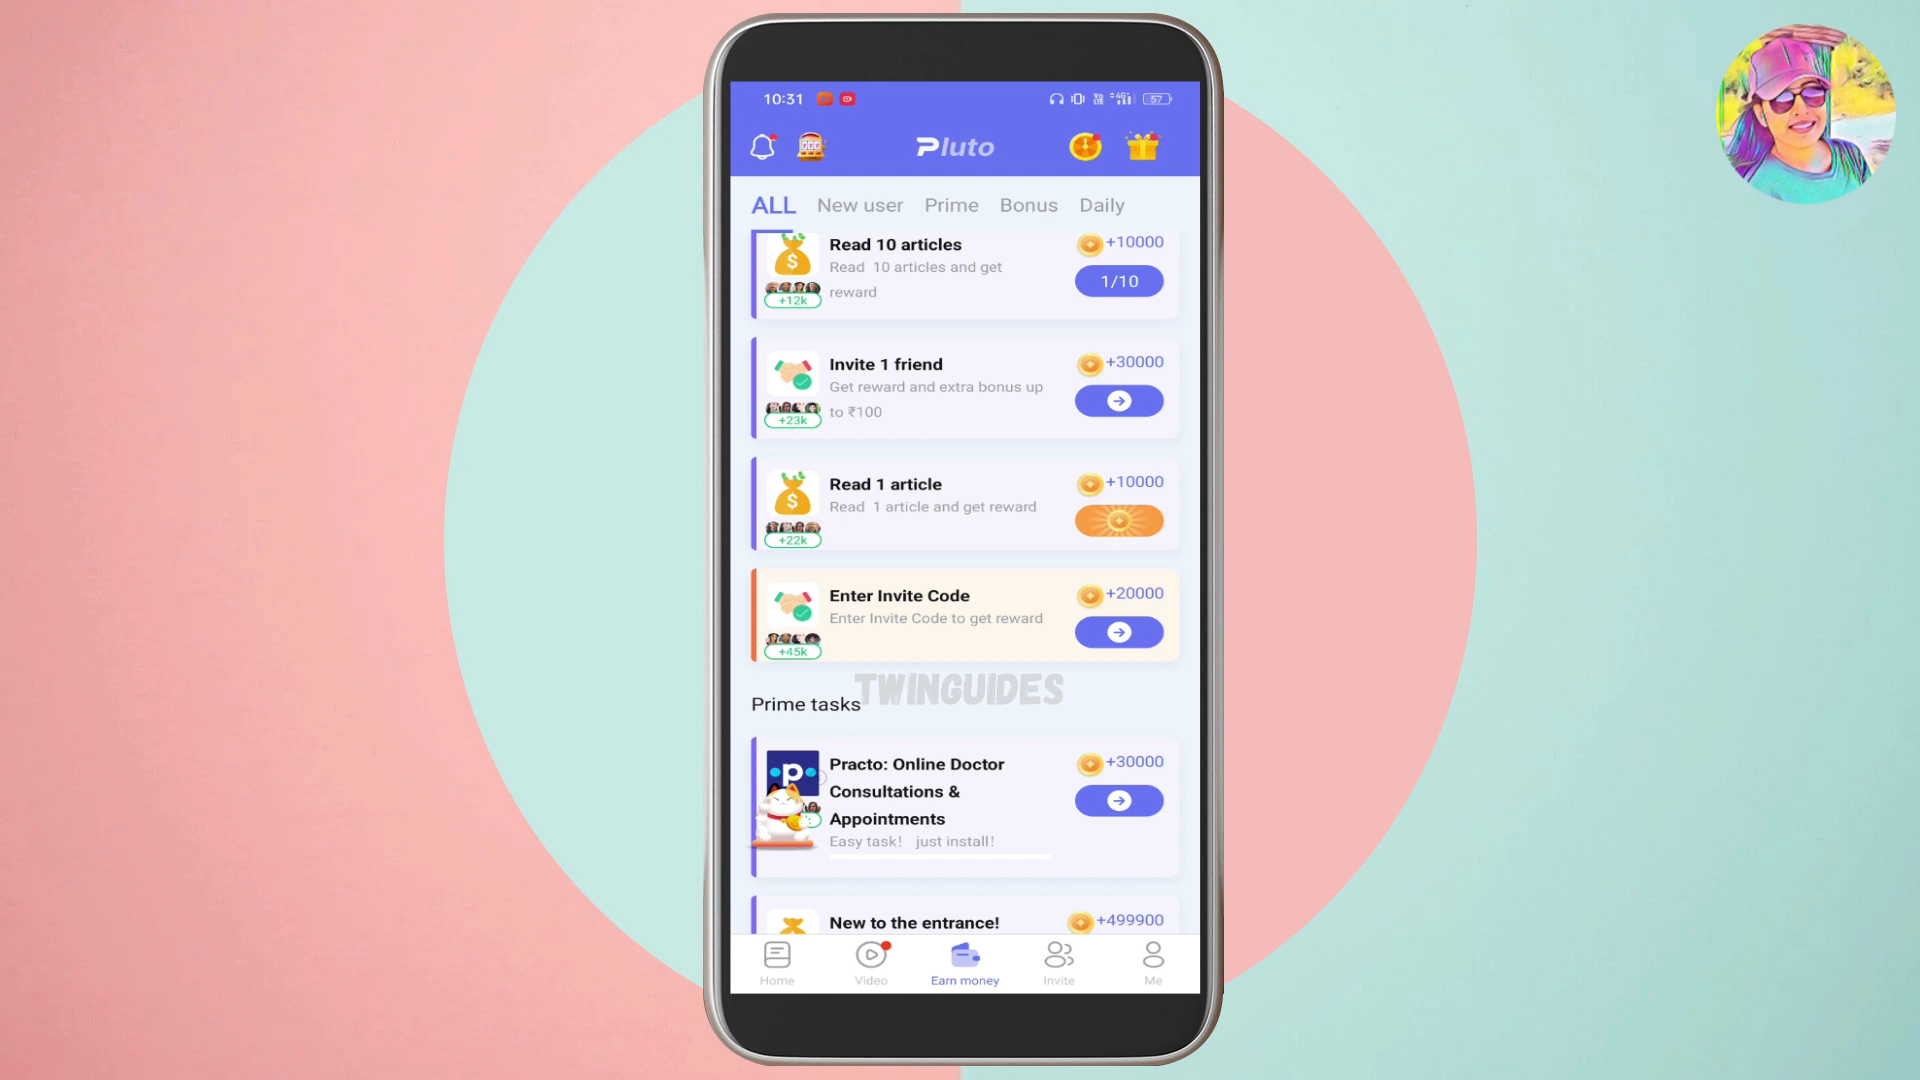 10:31
4G+
57
Pluto
ALL New user Prime Bonus Daily
Read 10 articles
+10000
Read 10 articles and get
reward
1/10
+12k
Invite 1 friend
+30000
Get reward and extra bonus up
to ₹100
+23k
Read 1 article
+10000
Read 1 article and get reward
+22k
Enter Invite Code
+20000
Enter Invite Code to get reward
+45k
TWINGUIDES
Prime tasks
Practo: Online Doctor
Consultations &
Appointments
+30000
Easy task! just install!
New to the entrance!
+499900
Home Video Earn money Invite Me